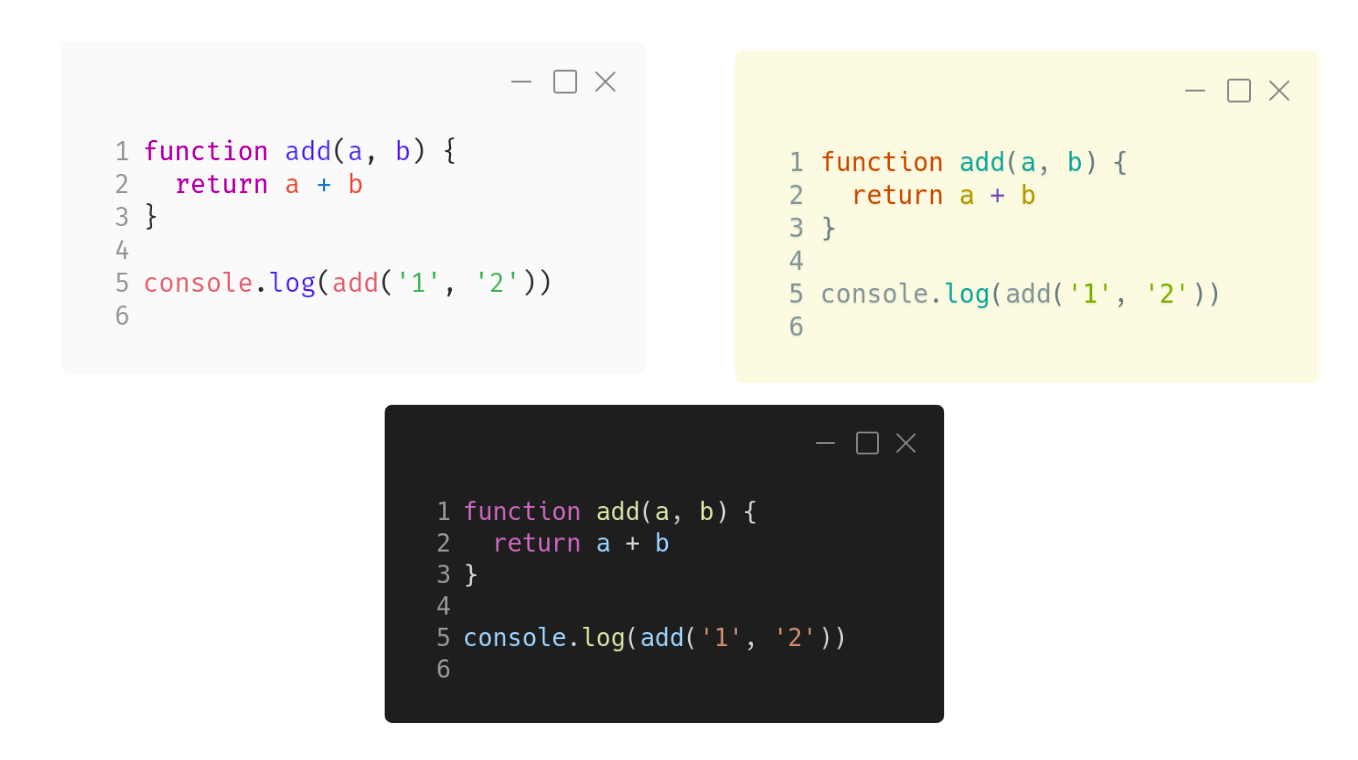 1 function add(a, b) {
2   return a + b
3 }
4
5 console.log(add('1', '2'))
6
1 function add(a, b) {
2   return a + b
3 }
4
5 console.log(add('1', '2'))
6
1 function add(a, b) {
2   return a + b
3 }
4
5 console.log(add('1', '2'))
6